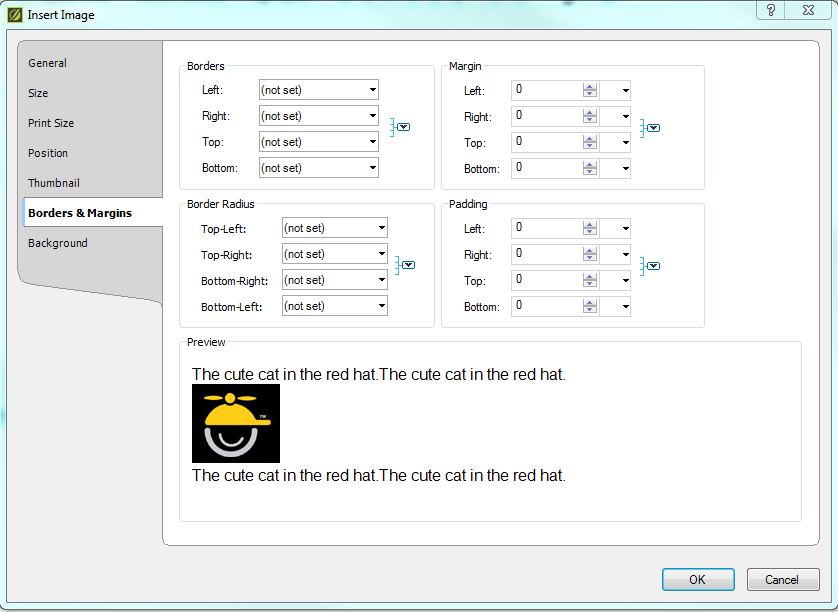 Insert Image
General
Size
Print Size
Position
Thumbnail
Borders & Margins
Background
Borders
Left: (not set)
Right: (not set)
Top: (not set)
Bottom: (not set)
Margin
Left: 0
Right: 0
Top: 0
Bottom: 0
Border Radius
Top-Left: (not set)
Top-Right: (not set)
Bottom-Right: (not set)
Bottom-Left: (not set)
Padding
Left: 0
Right: 0
Top: 0
Bottom: 0
Preview
The cute cat in the red hat.The cute cat in the red hat.
TM
The cute cat in the red hat.The cute cat in the red hat.
OK Cancel